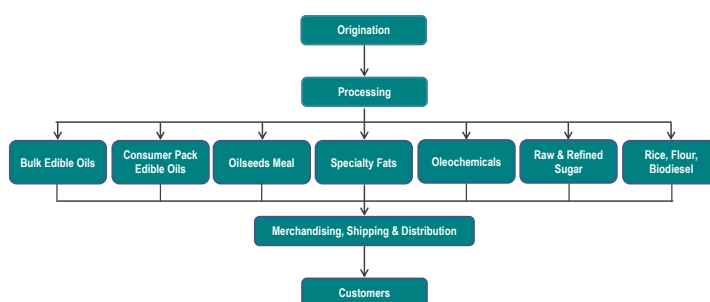 Origination
Processing
Bulk Edible Oils
Consumer Pack
Edible Oils
Oilseeds Meal
Specialty Fats
Oleochemicals
Raw & Refined
Sugar
Rice, Flour,
Biodiesel
Merchandising, Shipping & Distribution
Customers